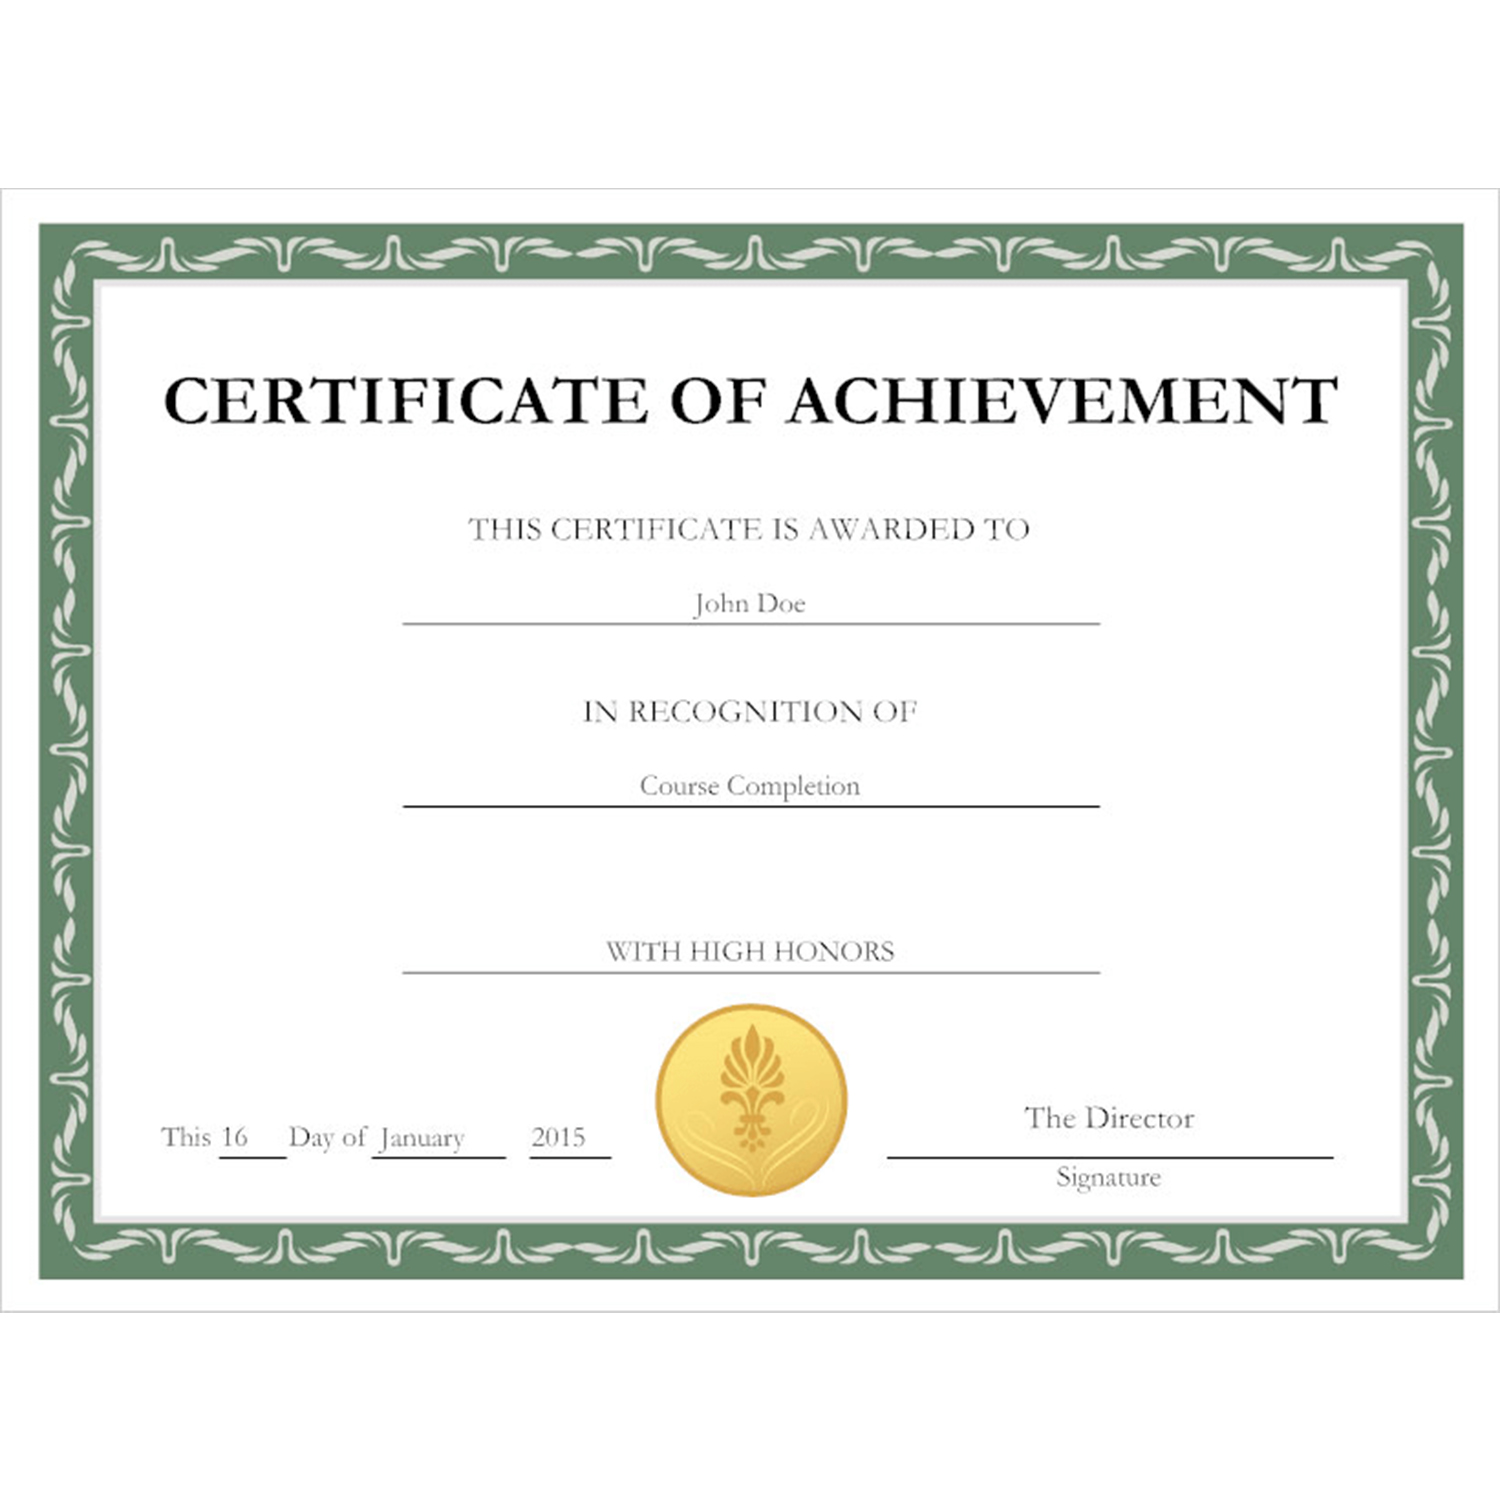 CERTIFICATE OF ACHIEVEMENT
THIS CERTIFICATE IS AWARDED TO
John Doe
IN RECOGNITION OF
Course Completion
WITH HIGH HONORS
This 16 Day of January 2015
The Director
Signature